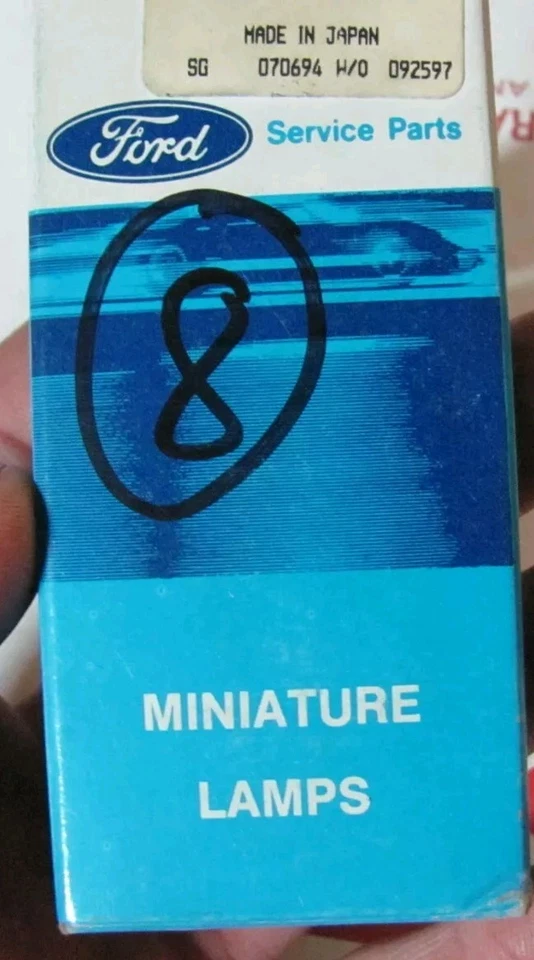 MADE IN JAPAN
SG 070694 W/O 092597
Ford Service Parts
8
MINIATURE
LAMPS